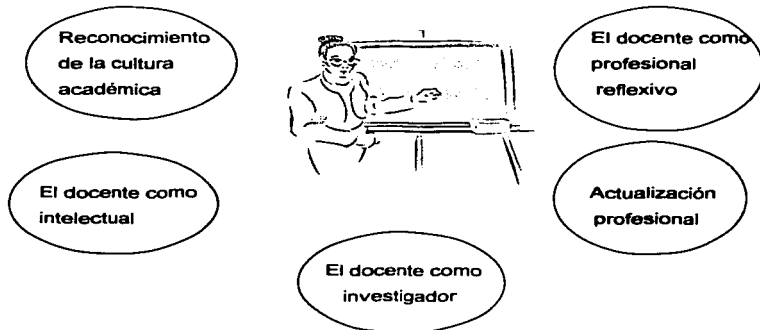 Reconocimiento
de la cultura
académica
El docente como
profesional
reflexivo
El docente como
intelectual
Actualización
profesional
El docente como
investigador